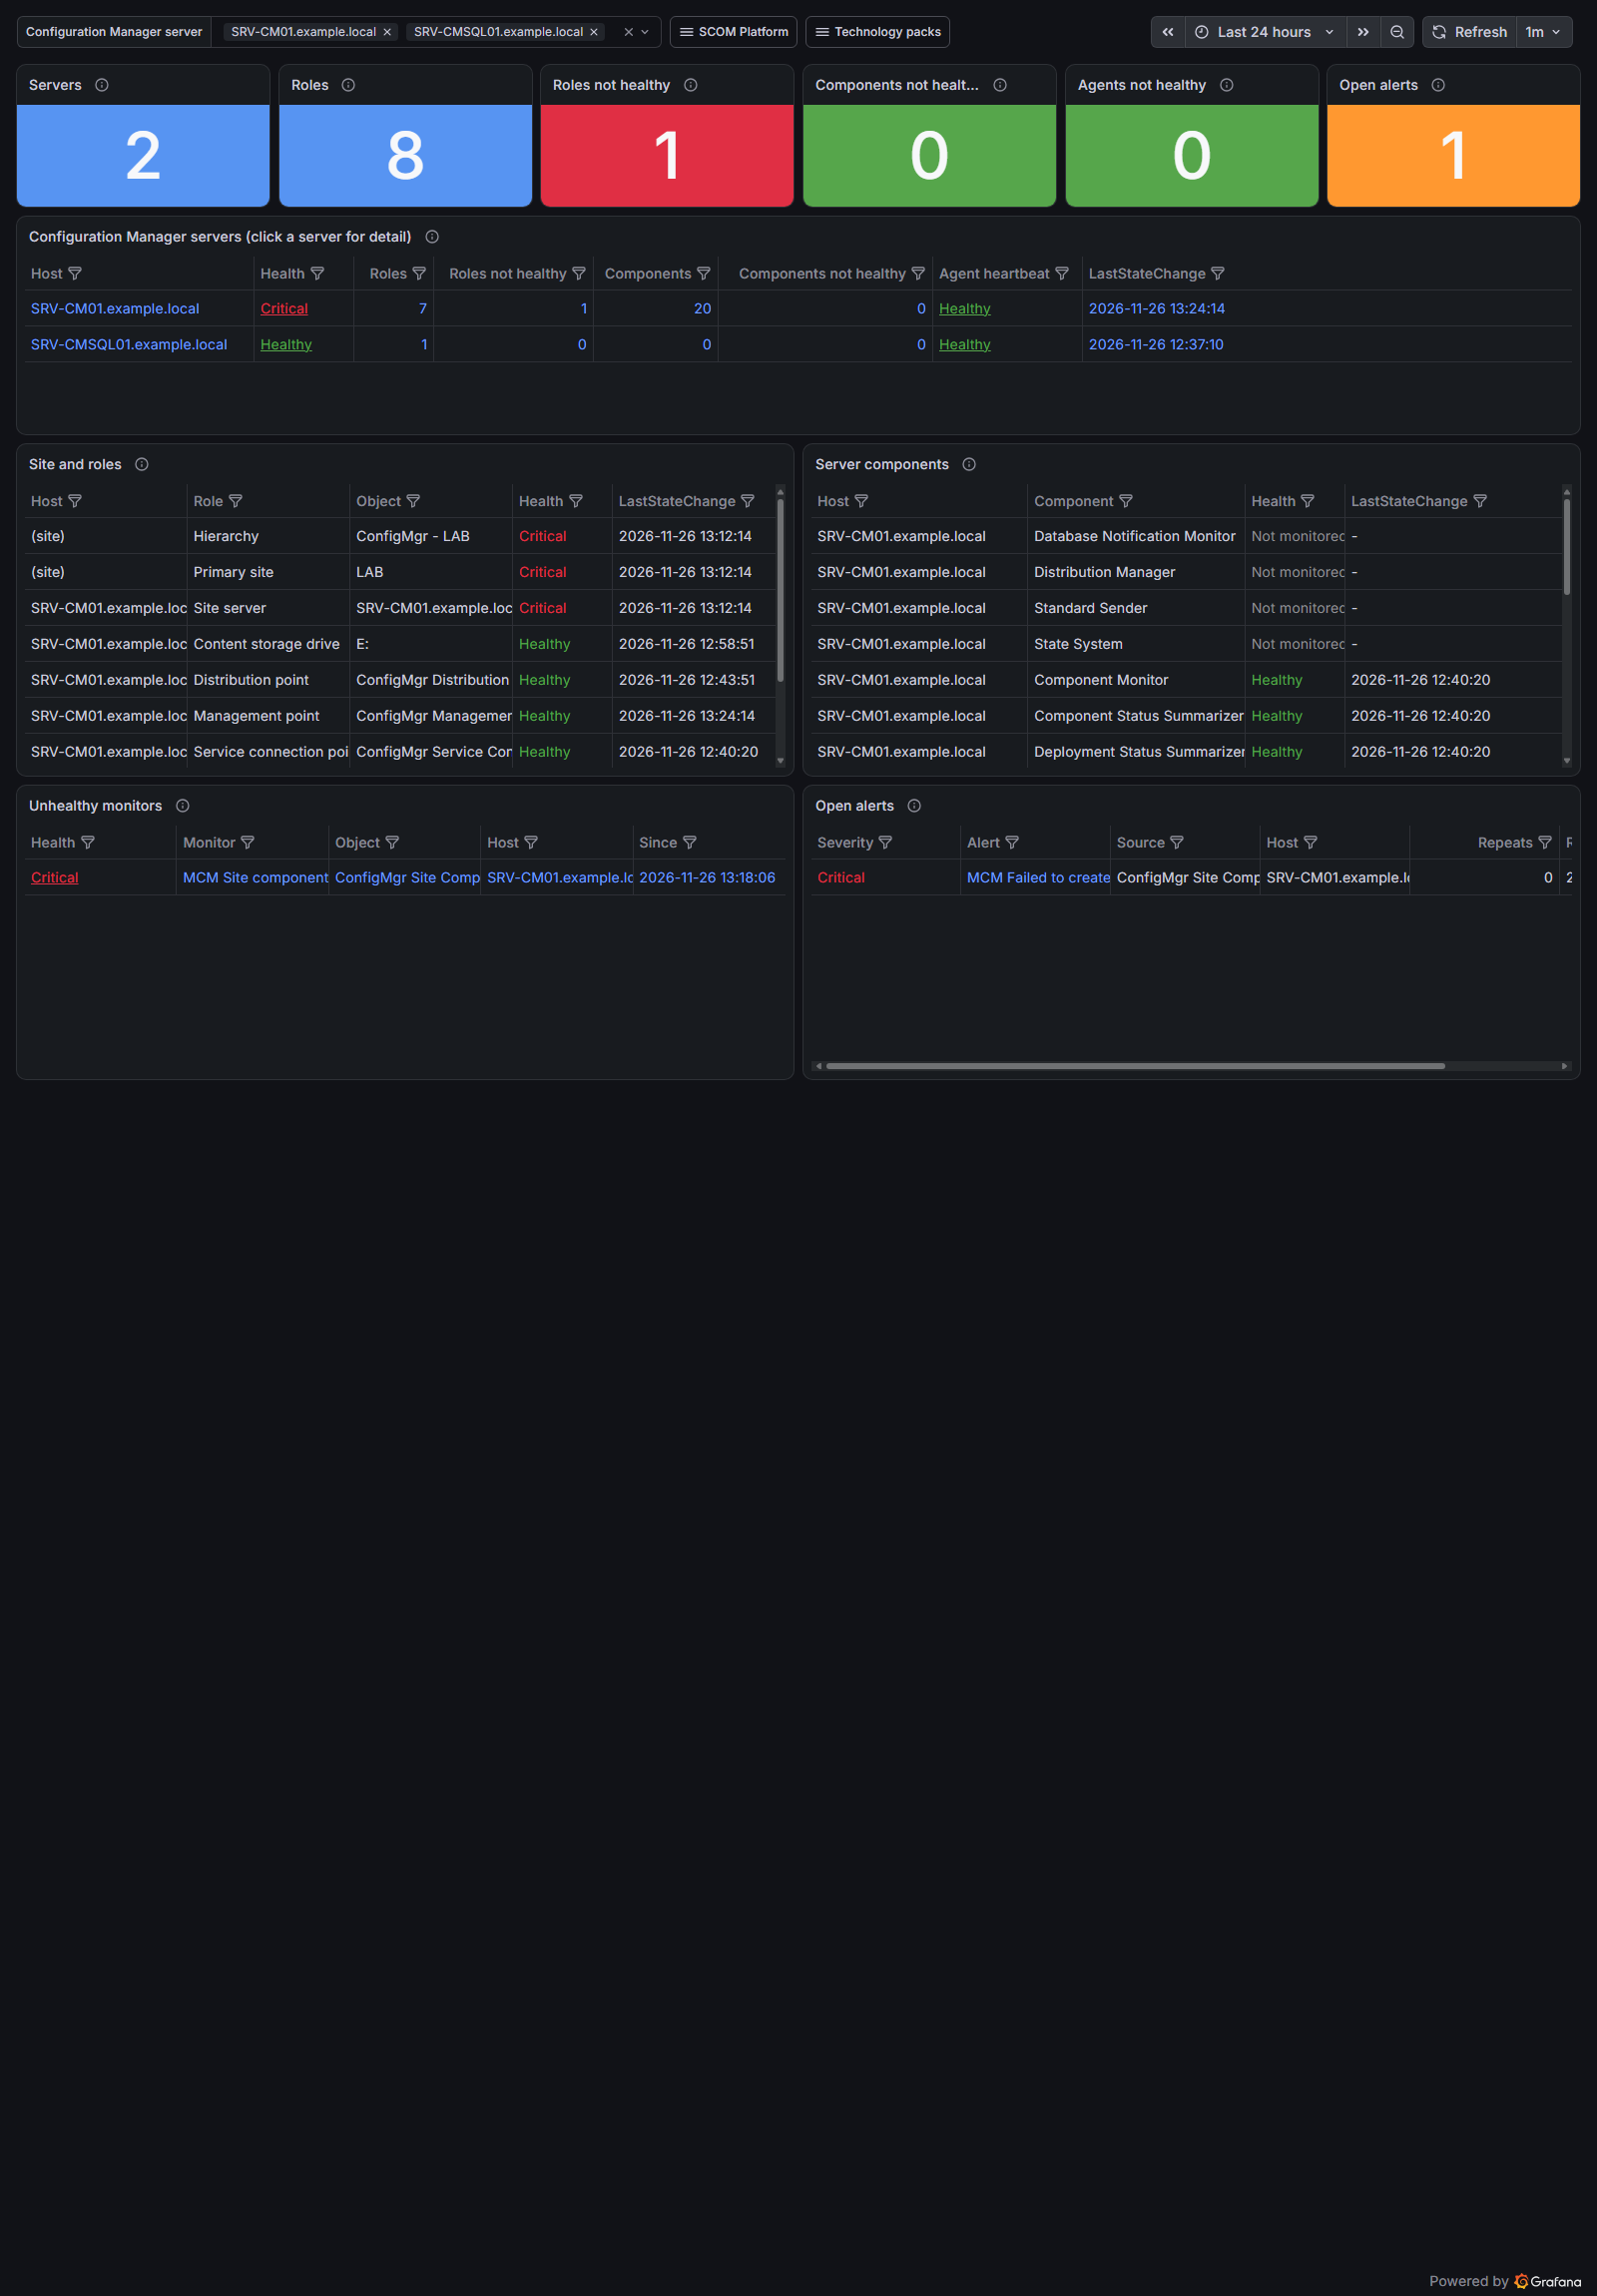 Configuration Manager server SRV-CM01.example.local SRV-CMSQL01.example.local SCOM Platform Technology packs Last 24 hours Refresh 1m
Servers Roles Roles not healthy Components not healt... Agents not healthy Open alerts
2 8 1 0 0 1
Configuration Manager servers (click a server for detail)
Host Health Roles Roles not healthy Components Components not healthy Agent heartbeat LastStateChange
SRV-CM01.example.local Critical 7 1 20 0 Healthy 2026-11-26 13:24:14
SRV-CMSQL01.example.local Healthy 1 0 0 0 Healthy 2026-11-26 12:37:10
Site and roles
Host Role Object Health LastStateChange
(site) Hierarchy ConfigMgr - LAB Critical 2026-11-26 13:12:14
(site) Primary site LAB Critical 2026-11-26 13:12:14
SRV-CM01.example.loc Site server SRV-CM01.example.loc Critical 2026-11-26 13:12:14
SRV-CM01.example.loc Content storage drive E: Healthy 2026-11-26 12:58:51
SRV-CM01.example.loc Distribution point ConfigMgr Distribution Healthy 2026-11-26 12:43:51
SRV-CM01.example.loc Management point ConfigMgr Managemer Healthy 2026-11-26 13:24:14
SRV-CM01.example.loc Service connection poi ConfigMgr Service Cor Healthy 2026-11-26 12:40:20
Server components
Host Component Health LastStateChange
SRV-CM01.example.local Database Notification Monitor Not monitored -
SRV-CM01.example.local Distribution Manager Not monitored -
SRV-CM01.example.local Standard Sender Not monitored -
SRV-CM01.example.local State System Not monitored -
SRV-CM01.example.local Component Monitor Healthy 2026-11-26 12:40:20
SRV-CM01.example.local Component Status Summarizer Healthy 2026-11-26 12:40:20
SRV-CM01.example.local Deployment Status Summarizer Healthy 2026-11-26 12:40:20
Unhealthy monitors
Health Monitor Object Host Since
Critical MCM Site component ConfigMgr Site Comp SRV-CM01.example.lo 2026-11-26 13:18:06
Open alerts
Severity Alert Source Host Repeats
Critical MCM Failed to create ConfigMgr Site Comp SRV-CM01.example.l 0 2
Powered by Grafana